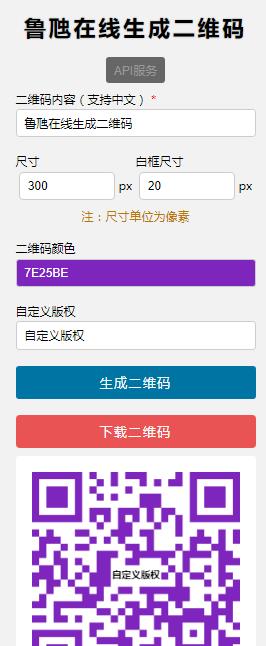 鲁虺在线生成二维码
API服务
二维码内容（支持中文） *
鲁虺在线生成二维码
尺寸 白框尺寸
300 px 20 px
注：尺寸单位为像素
二维码颜色
7E25BE
自定义版权
自定义版权
生成二维码
下载二维码
自定义版权